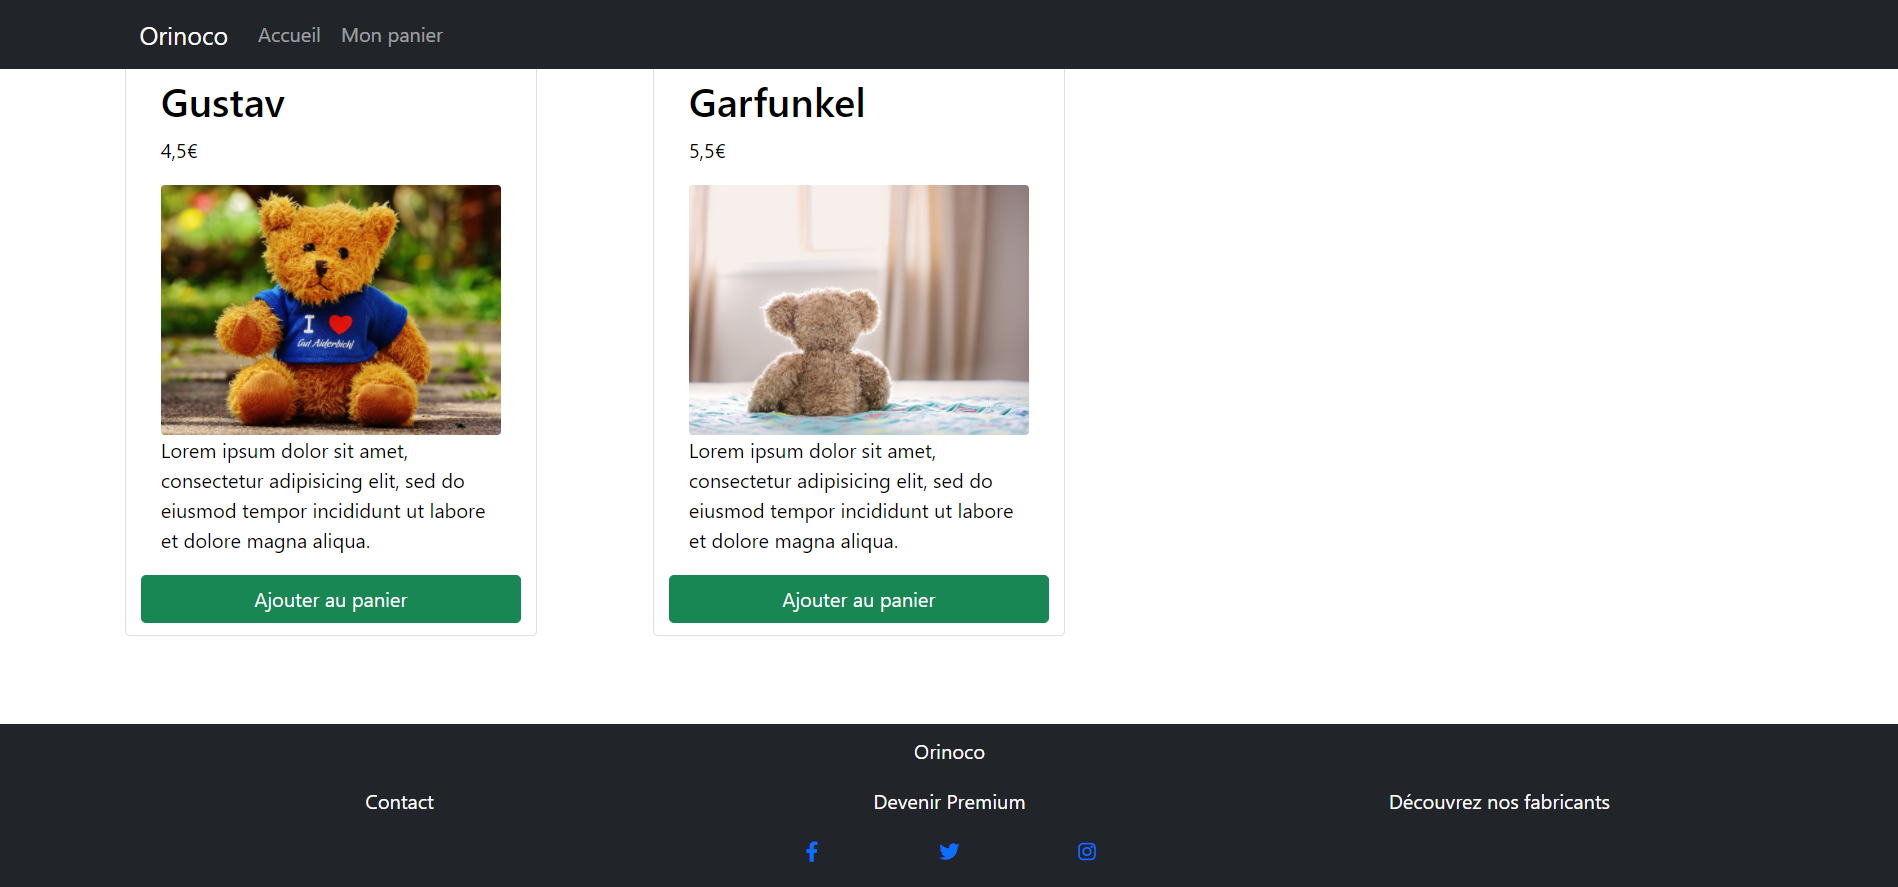 Orinoco Accueil Mon panier
Gustav
4,5€
I
Gut Aiderbichl
Lorem ipsum dolor sit amet,
consectetur adipisicing elit, sed do
eiusmod tempor incididunt ut labore
et dolore magna aliqua.
Ajouter au panier
Garfunkel
5,5€
Lorem ipsum dolor sit amet,
consectetur adipisicing elit, sed do
eiusmod tempor incididunt ut labore
et dolore magna aliqua.
Ajouter au panier
Orinoco
Contact Devenir Premium Découvrez nos fabricants